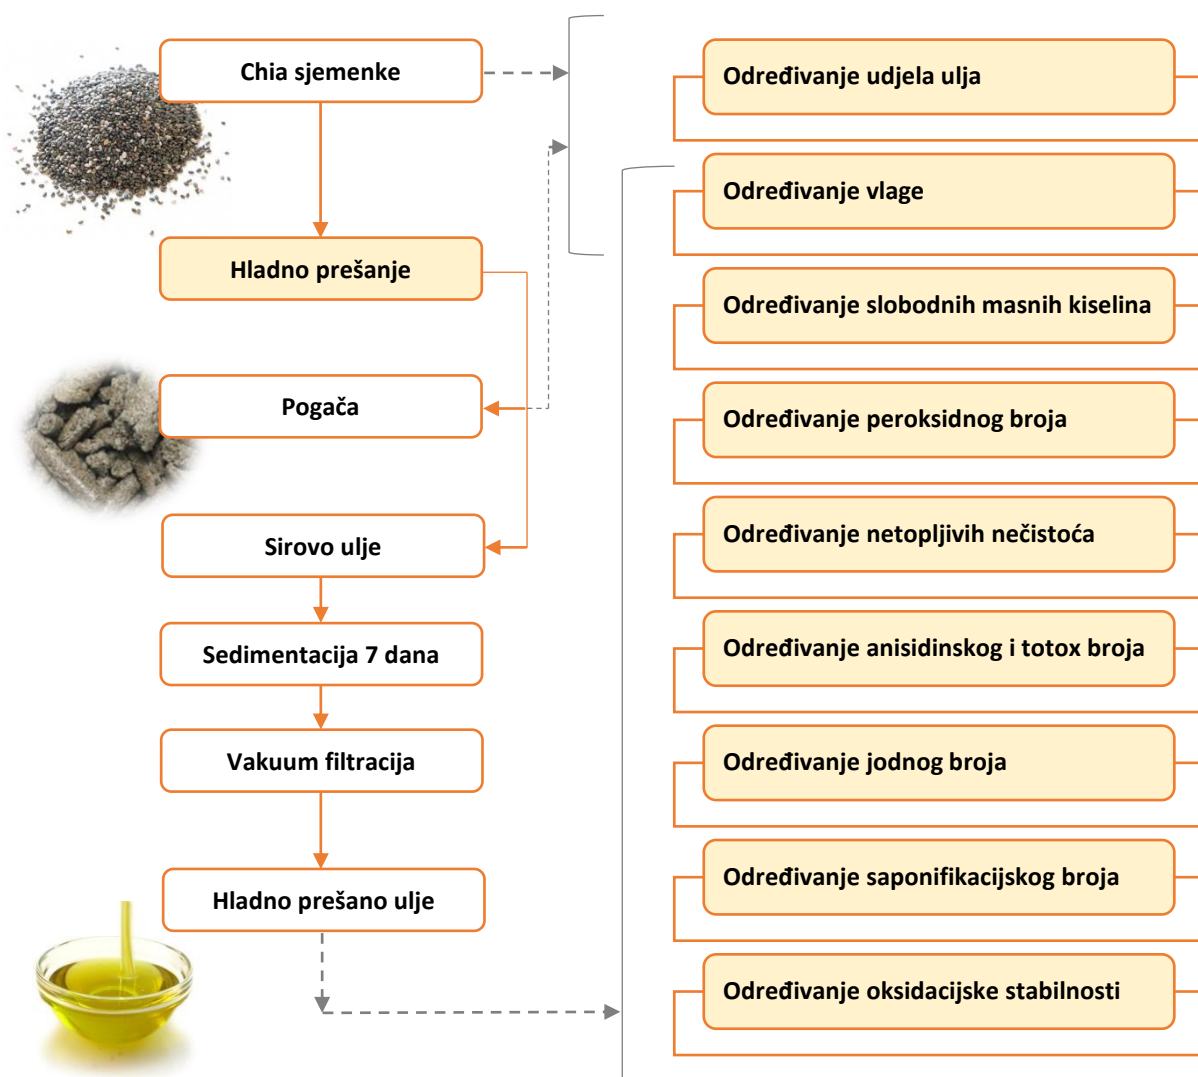 Chia sjemenke
Hladno prešanje
Pogača
Sirovo ulje
Sedimentacija 7 dana
Vakuum filtracija
Hladno prešano ulje
Određivanje udjela ulja
Određivanje vlage
Određivanje slobodnih masnih kiselina
Određivanje peroksidnog broja
Određivanje netopljivih nečistoća
Određivanje anisidinskog i totox broja
Određivanje jodnog broja
Određivanje saponifikacijskog broja
Određivanje oksidacijske stabilnosti